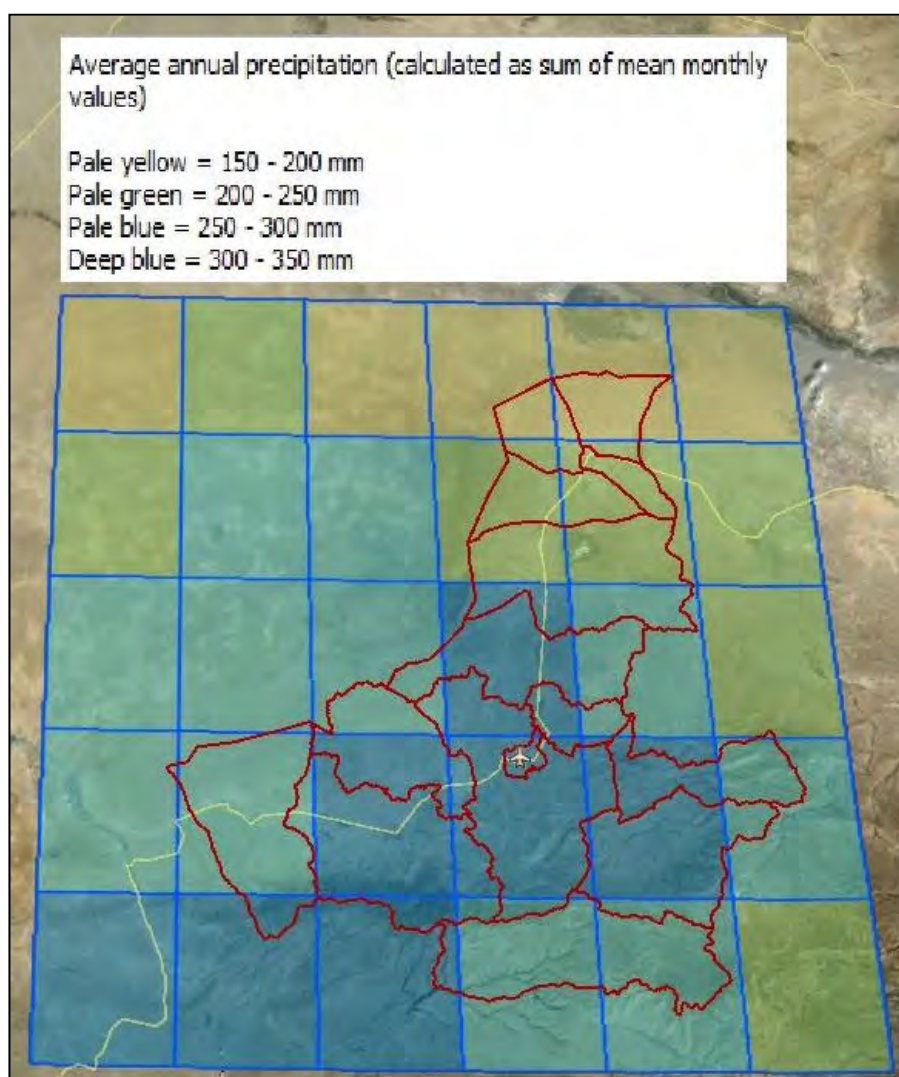 Average annual precipitation (calculated as sum of mean monthly
values)
Pale yellow = 150 - 200 mm
Pale green = 200 - 250 mm
Pale blue = 250 - 300 mm
Deep blue = 300 - 350 mm